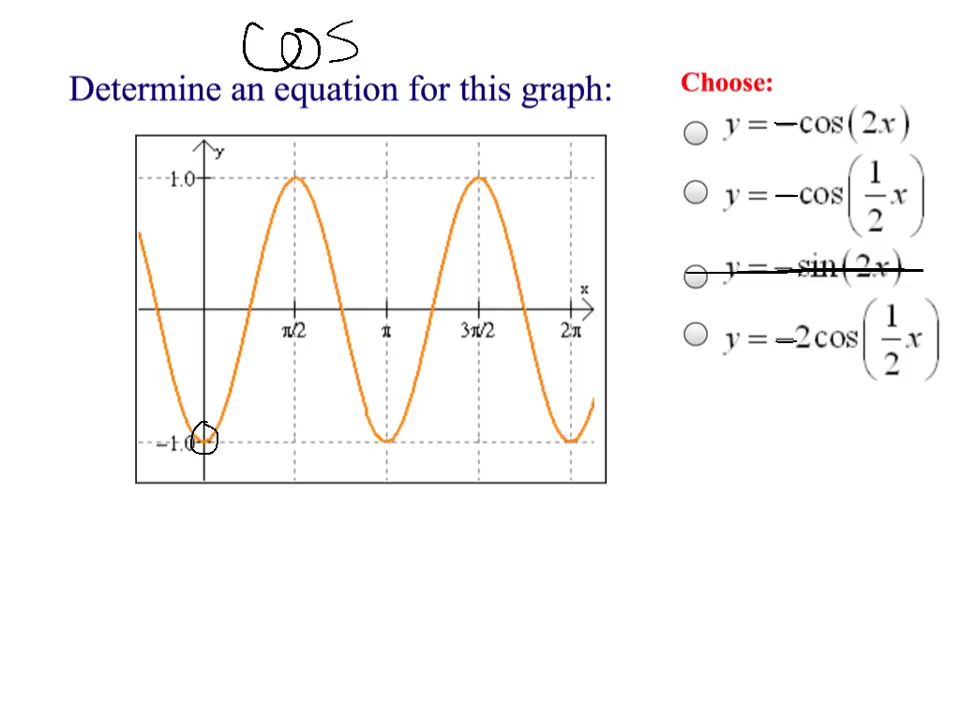 cos
Determine an equation for this graph:
Choose:
y = -cos(2x)
y = -cos(1/2 x)
y = -sin(2x)
y = -2cos(1/2 x)
y
1.0
x
π/2 π 3π/2 2π
-1.0